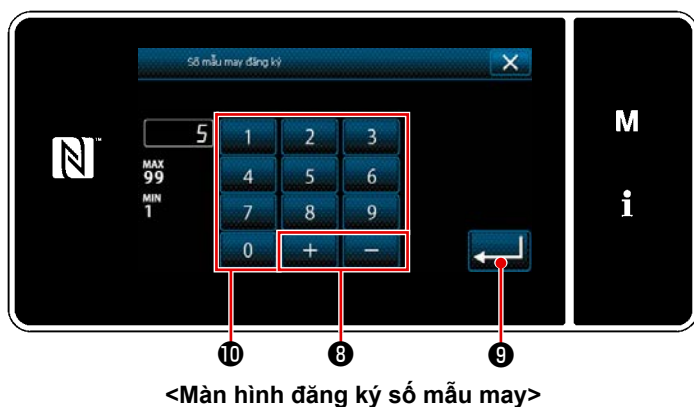 Số mẫu may đăng ký
5
MAX
99
MIN
1
1 2 3
4 5 6
7 8 9
0 + −
M
i
N™
❿ ❽ ❾
<Màn hình đăng ký số mẫu may>